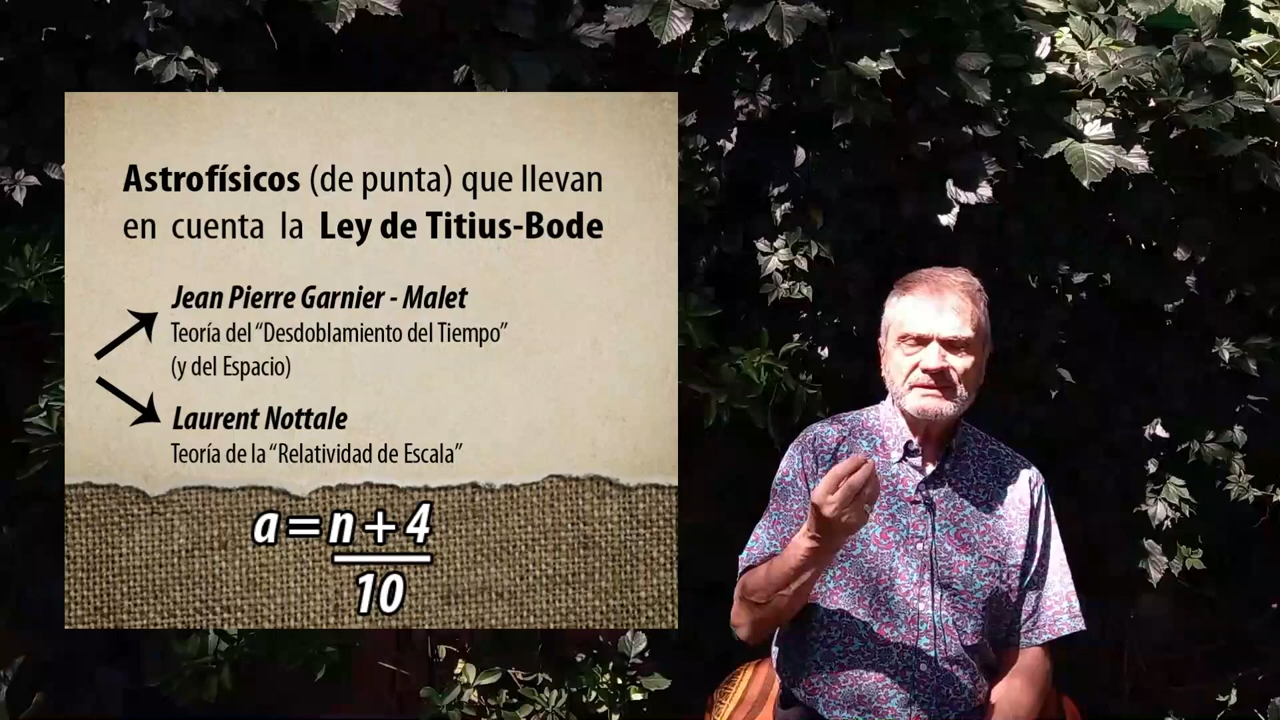 Astrofísicos (de punta) que llevan
en cuenta la Ley de Titius-Bode
Jean Pierre Garnier - Malet
Teoría del “Desdoblamiento del Tiempo”
(y del Espacio)
Laurent Nottale
Teoría de la “Relatividad de Escala”
a = n + 4
10